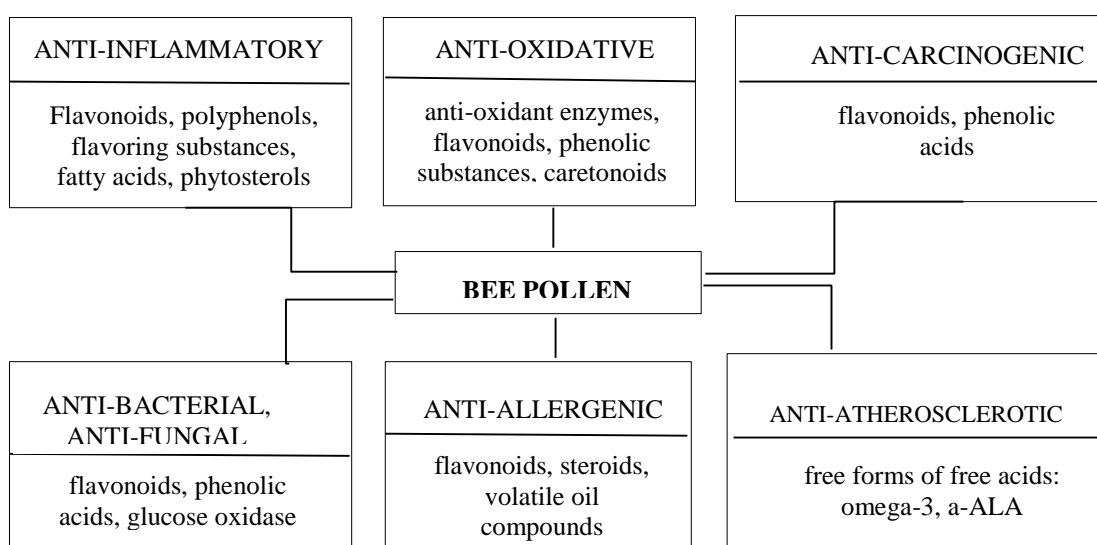 ANTI-INFLAMMATORY
Flavonoids, polyphenols,
flavoring substances,
fatty acids, phytosterols
ANTI-OXIDATIVE
anti-oxidant enzymes,
flavonoids, phenolic
substances, caretonoids
ANTI-CARCINOGENIC
flavonoids, phenolic
acids
BEE POLLEN
ANTI-BACTERIAL,
ANTI-FUNGAL
flavonoids, phenolic
acids, glucose oxidase
ANTI-ALLERGENIC
flavonoids, steroids,
volatile oil
compounds
ANTI-ATHEROSCLEROTIC
free forms of free acids:
omega-3, a-ALA